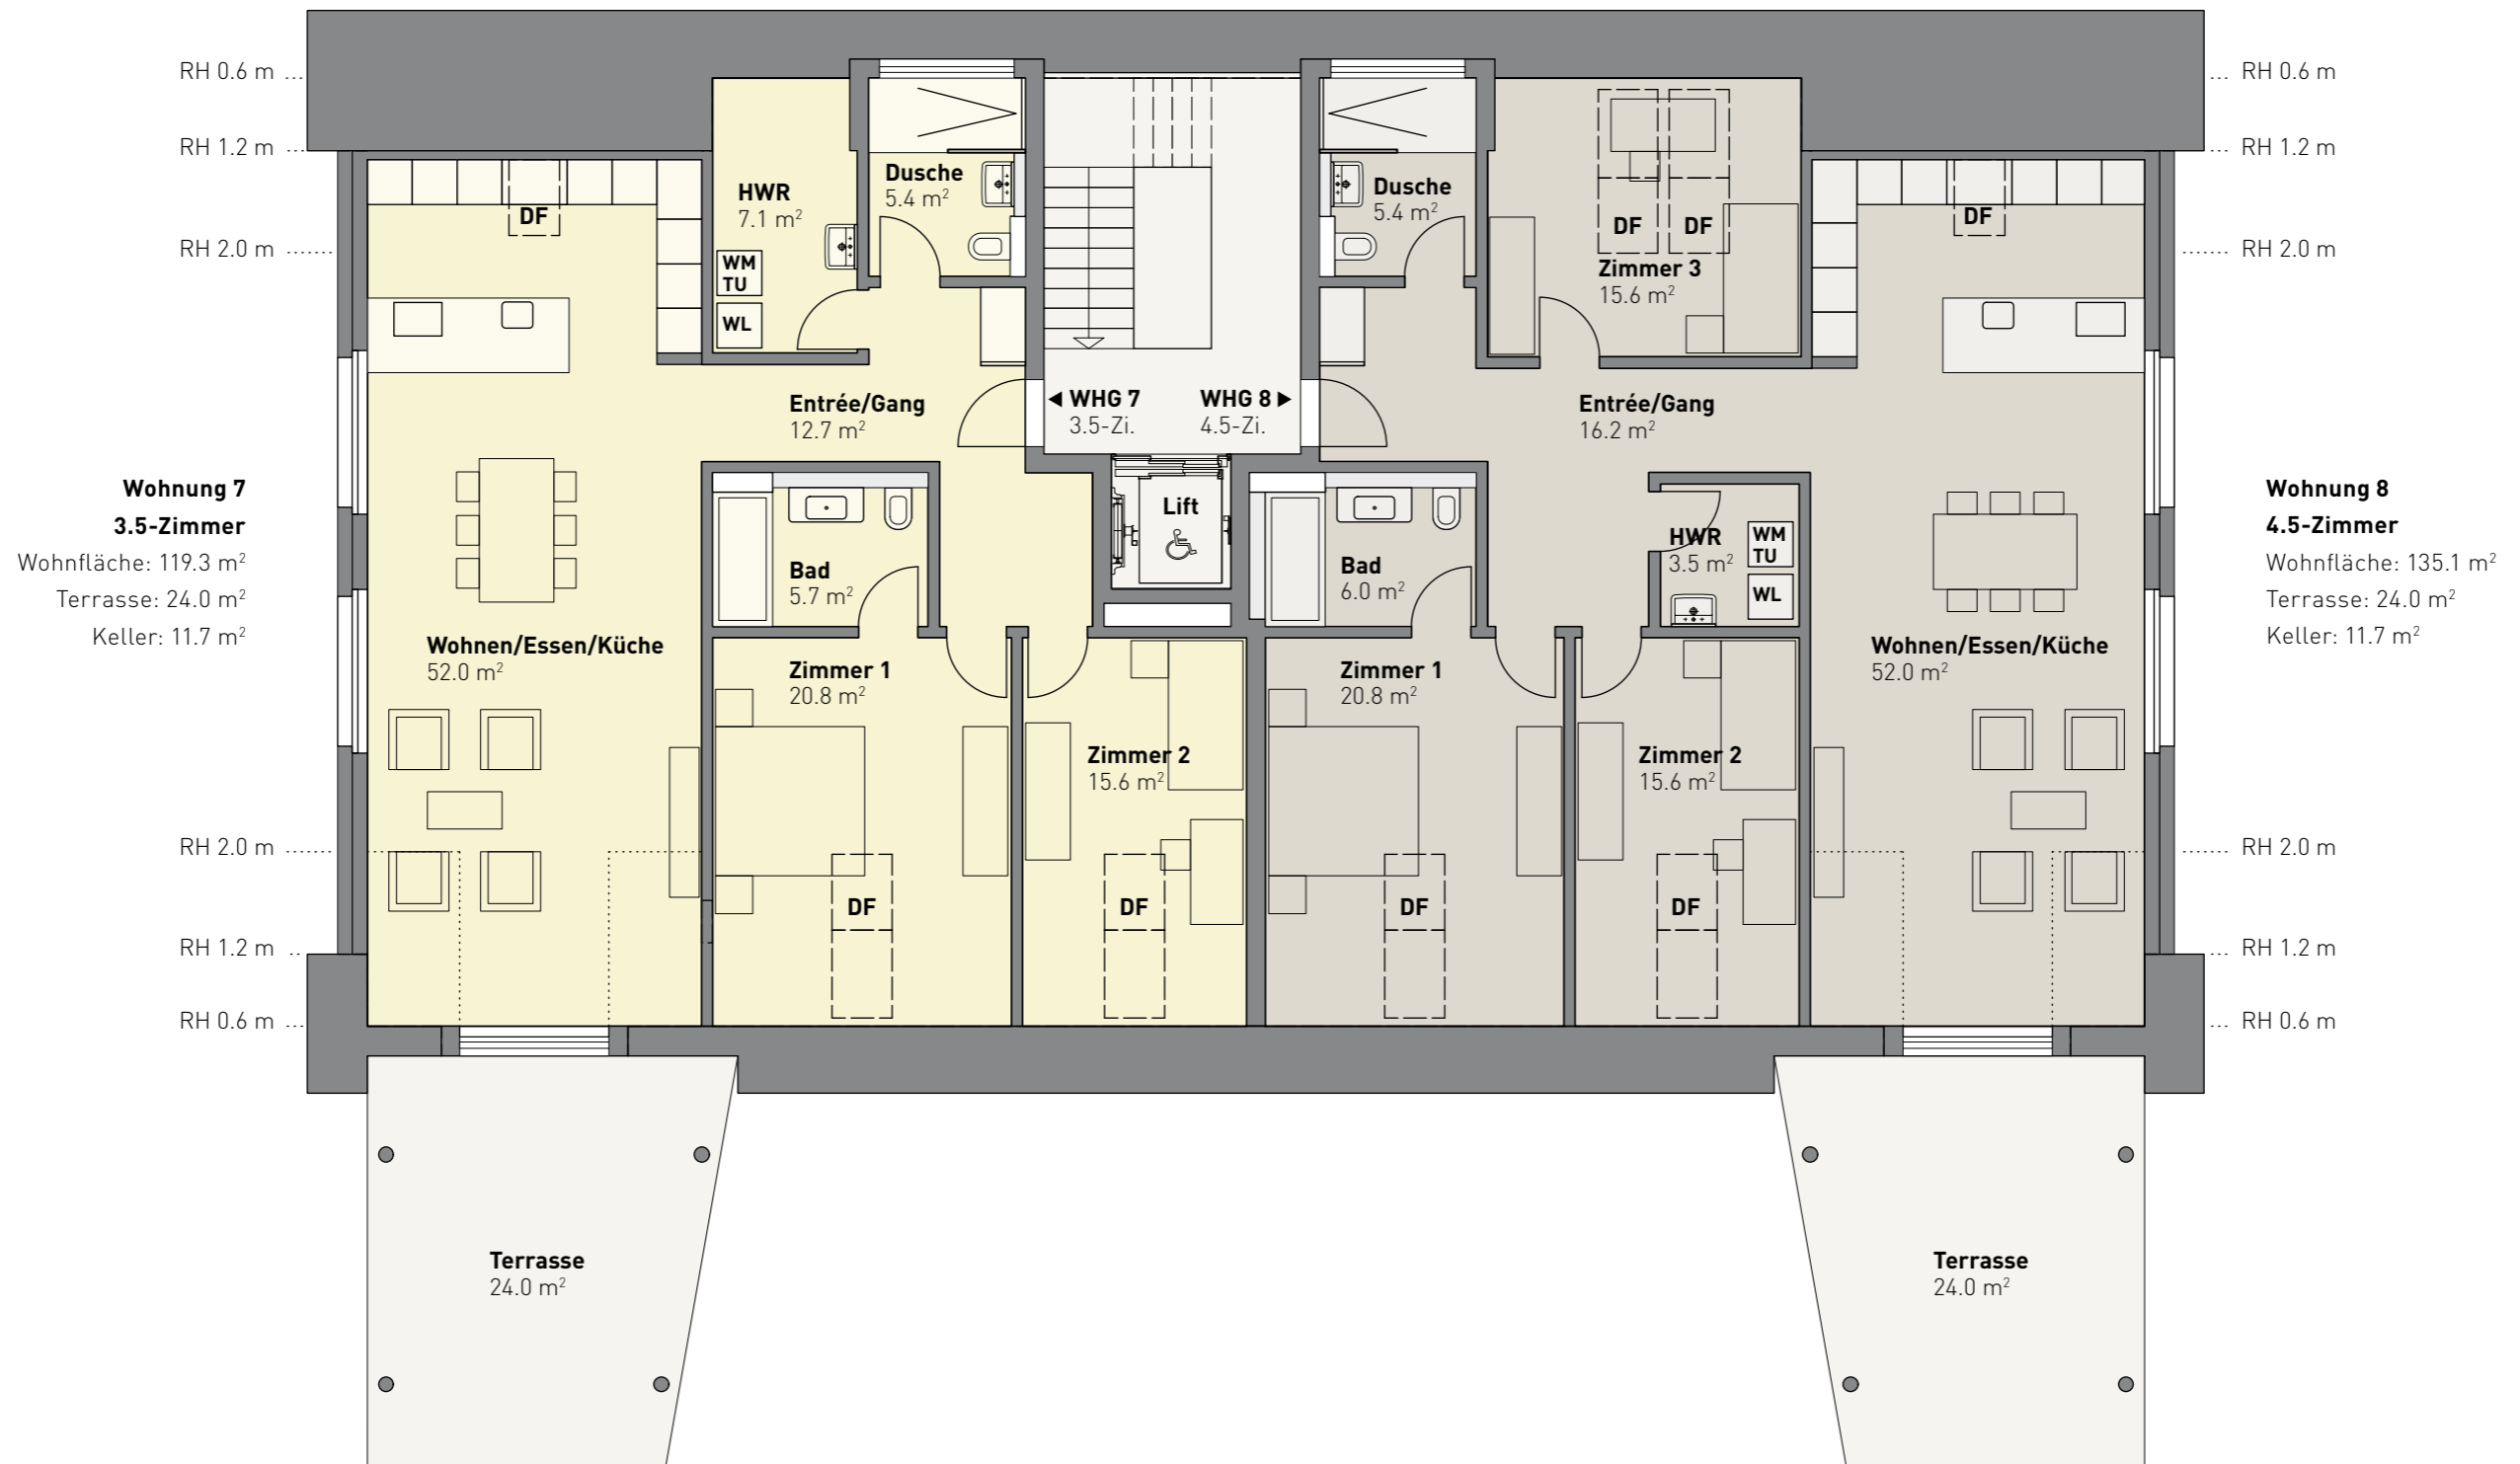 RH 0.6 m
RH 1.2 m
RH 2.0 m
RH 2.0 m
RH 1.2 m
RH 0.6 m
Wohnung 7
3.5-Zimmer
Wohnfläche: 119.3 m²
Terrasse: 24.0 m²
Keller: 11.7 m²
DF
HWR
7.1 m²
WM
TU
WL
Dusche
5.4 m²
Entrée/Gang
12.7 m²
Bad
5.7 m²
Wohnen/Essen/Küche
52.0 m²
Zimmer 1
20.8 m²
DF
Zimmer 2
15.6 m²
DF
Terrasse
24.0 m²
WHG 7
3.5-Zi.
WHG 8
4.5-Zi.
Lift
Dusche
5.4 m²
DF
DF
Zimmer 3
15.6 m²
DF
Entrée/Gang
16.2 m²
Bad
6.0 m²
HWR
3.5 m²
WM
TU
WL
Zimmer 1
20.8 m²
DF
Zimmer 2
15.6 m²
DF
Wohnen/Essen/Küche
52.0 m²
Terrasse
24.0 m²
RH 0.6 m
RH 1.2 m
RH 2.0 m
Wohnung 8
4.5-Zimmer
Wohnfläche: 135.1 m²
Terrasse: 24.0 m²
Keller: 11.7 m²
RH 2.0 m
RH 1.2 m
RH 0.6 m